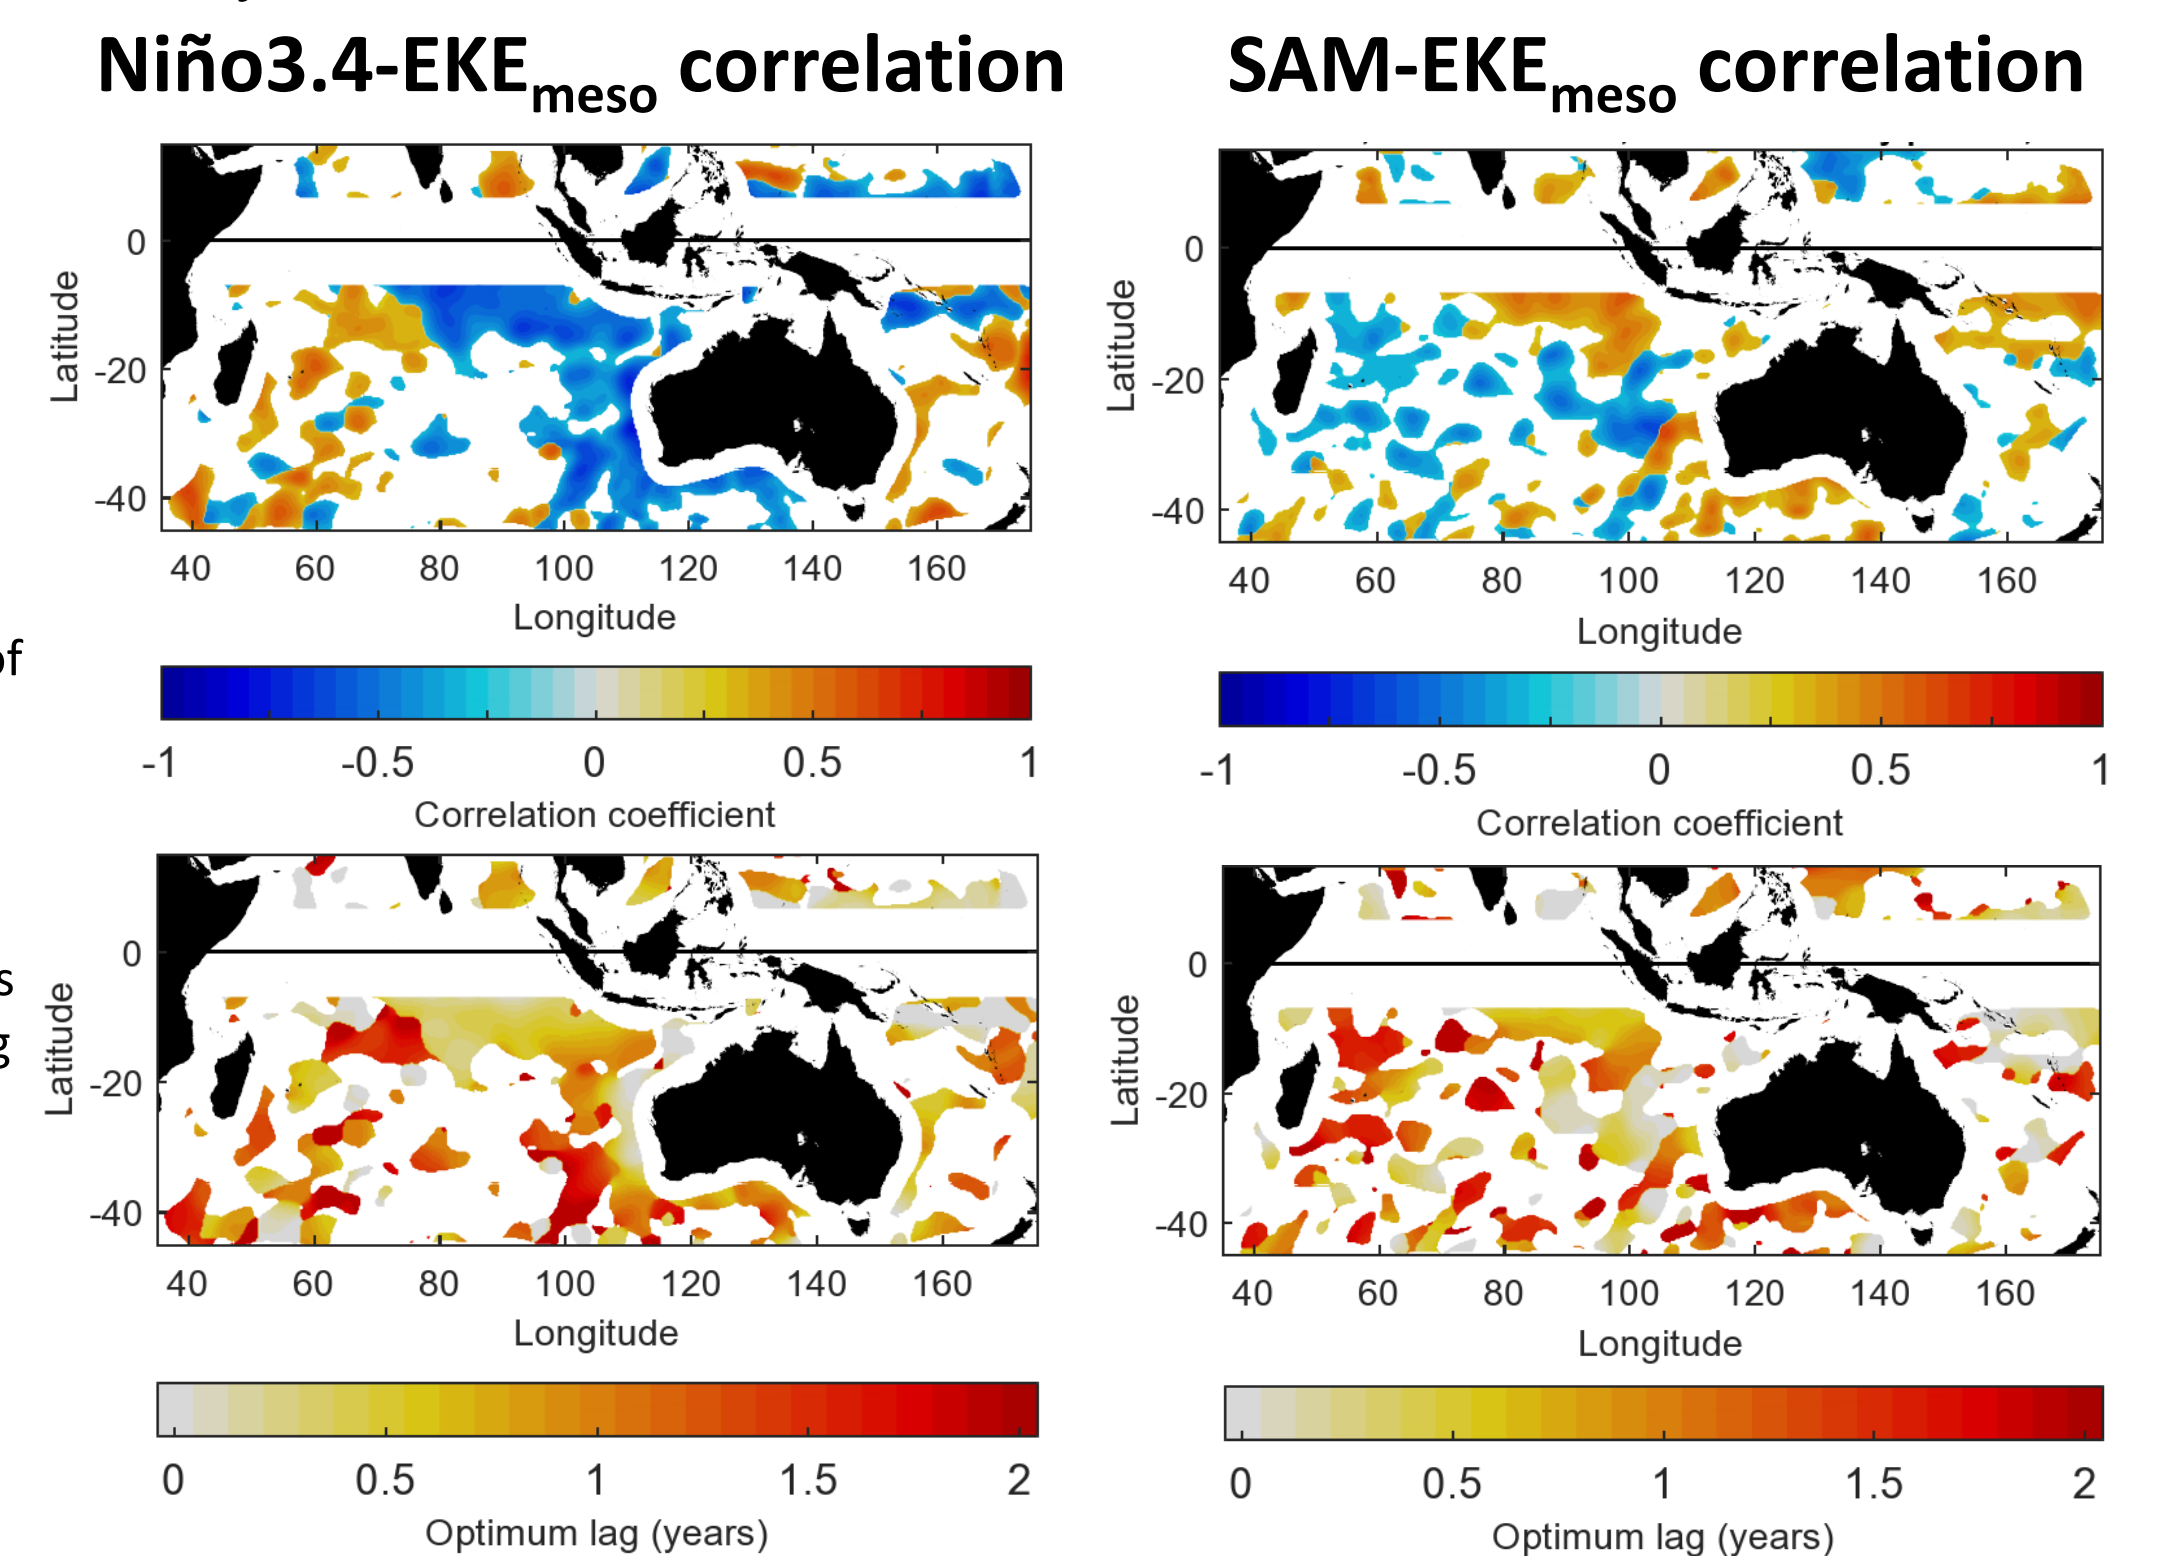 Niño3.4-EKEmeso correlation
SAM-EKEmeso correlation
Latitude
0
-20
-40
40 60 80 100 120 140 160
Longitude
Latitude
0
-20
-40
40 60 80 100 120 140 160
Longitude
of
-1 -0.5 0 0.5 1
Correlation coefficient
-1 -0.5 0 0.5 1
Correlation coefficient
s
g
Latitude
0
-20
-40
40 60 80 100 120 140 160
Longitude
Latitude
0
-20
-40
40 60 80 100 120 140 160
Longitude
0 0.5 1 1.5 2
Optimum lag (years)
0 0.5 1 1.5 2
Optimum lag (years)